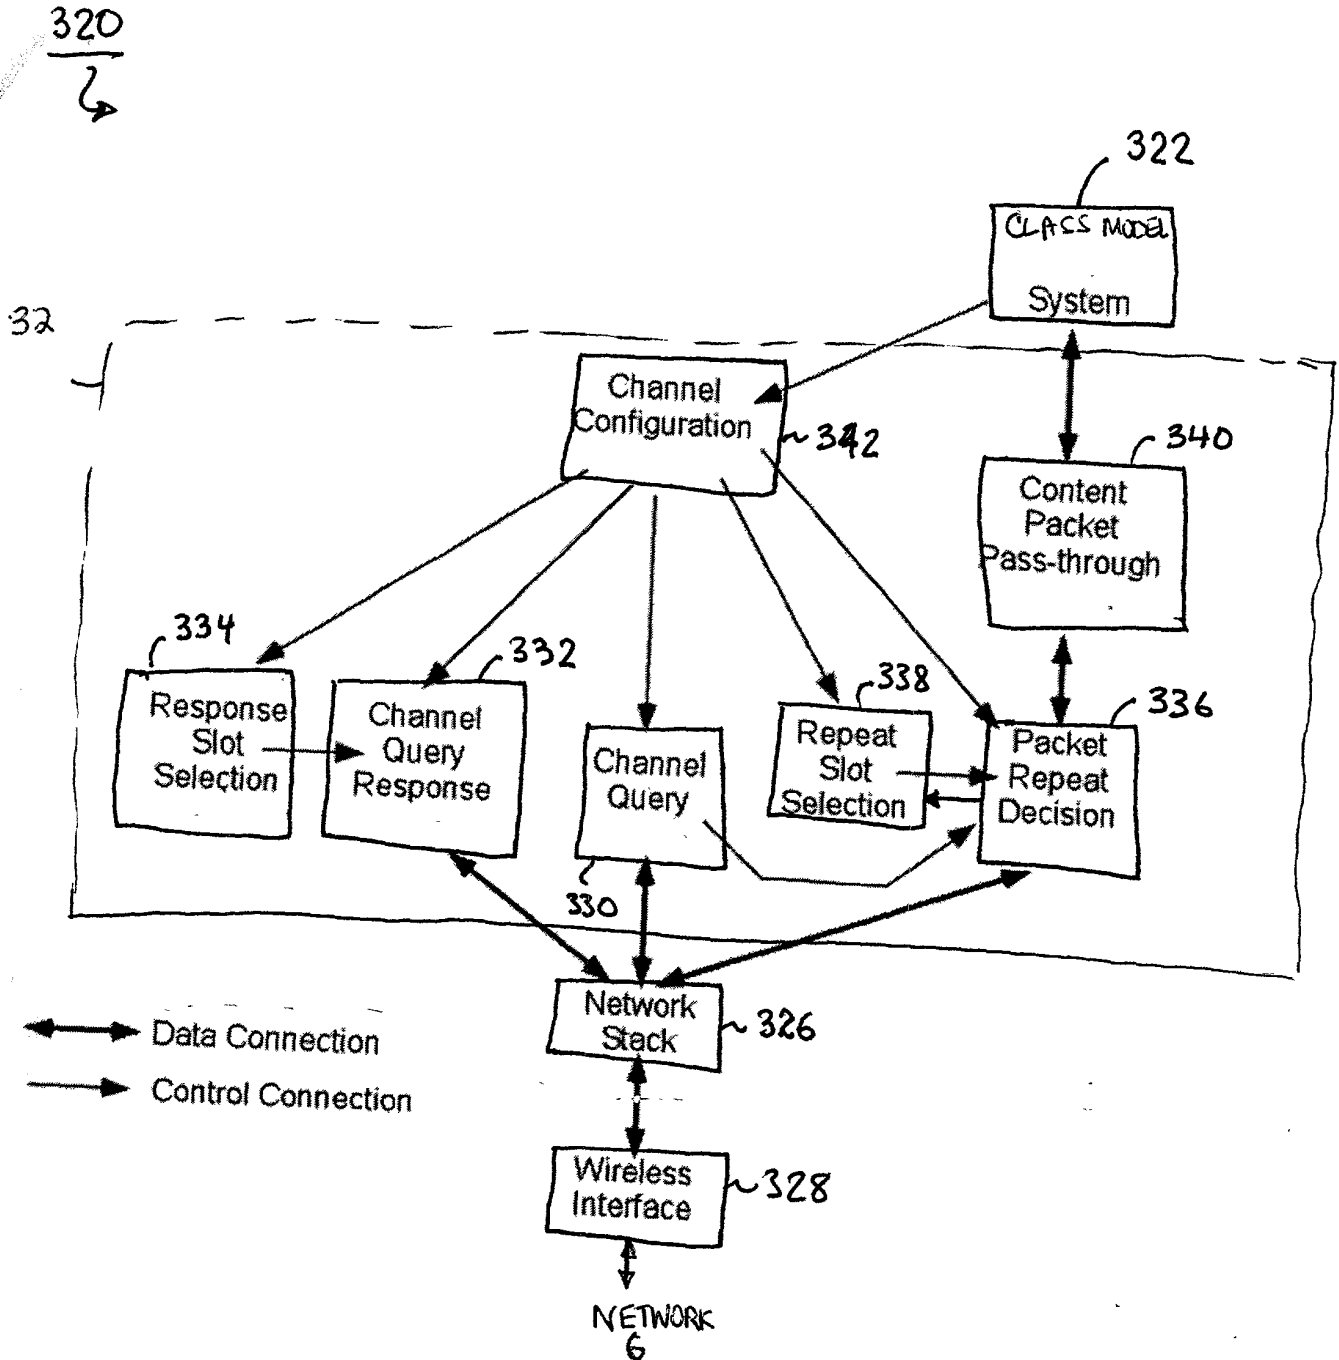 320
322
CLASS MODEL
System
32
Channel
Configuration
342
340
Content
Packet
Pass-through
334
Response
Slot
Selection
332
Channel
Query
Response
Channel
Query
330
338
Repeat
Slot
Selection
336
Packet
Repeat
Decision
Network
Stack
326
Data Connection
Control Connection
Wireless
Interface
328
NETWORK
6